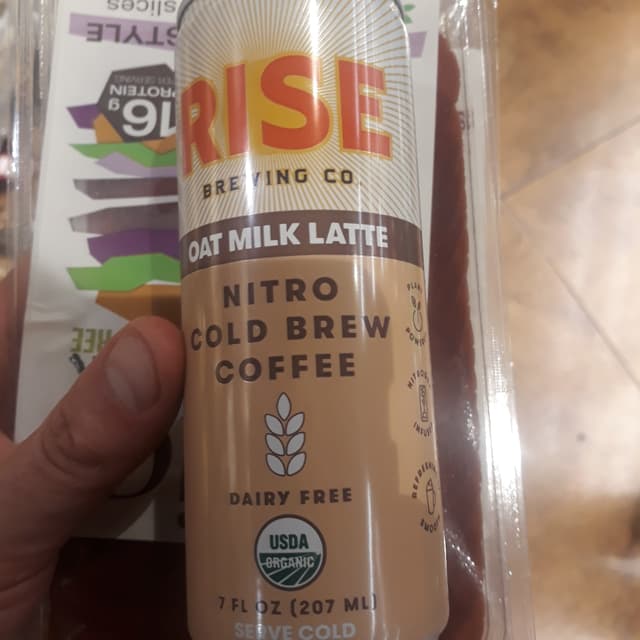 RISE
BREWING CO.
OAT MILK LATTE
NITRO
COLD BREW
COFFEE
DAIRY FREE
USDA
ORGANIC
7 FL OZ (207 ML)
SERVE COLD
slices
STYLE
16g
PROTEIN